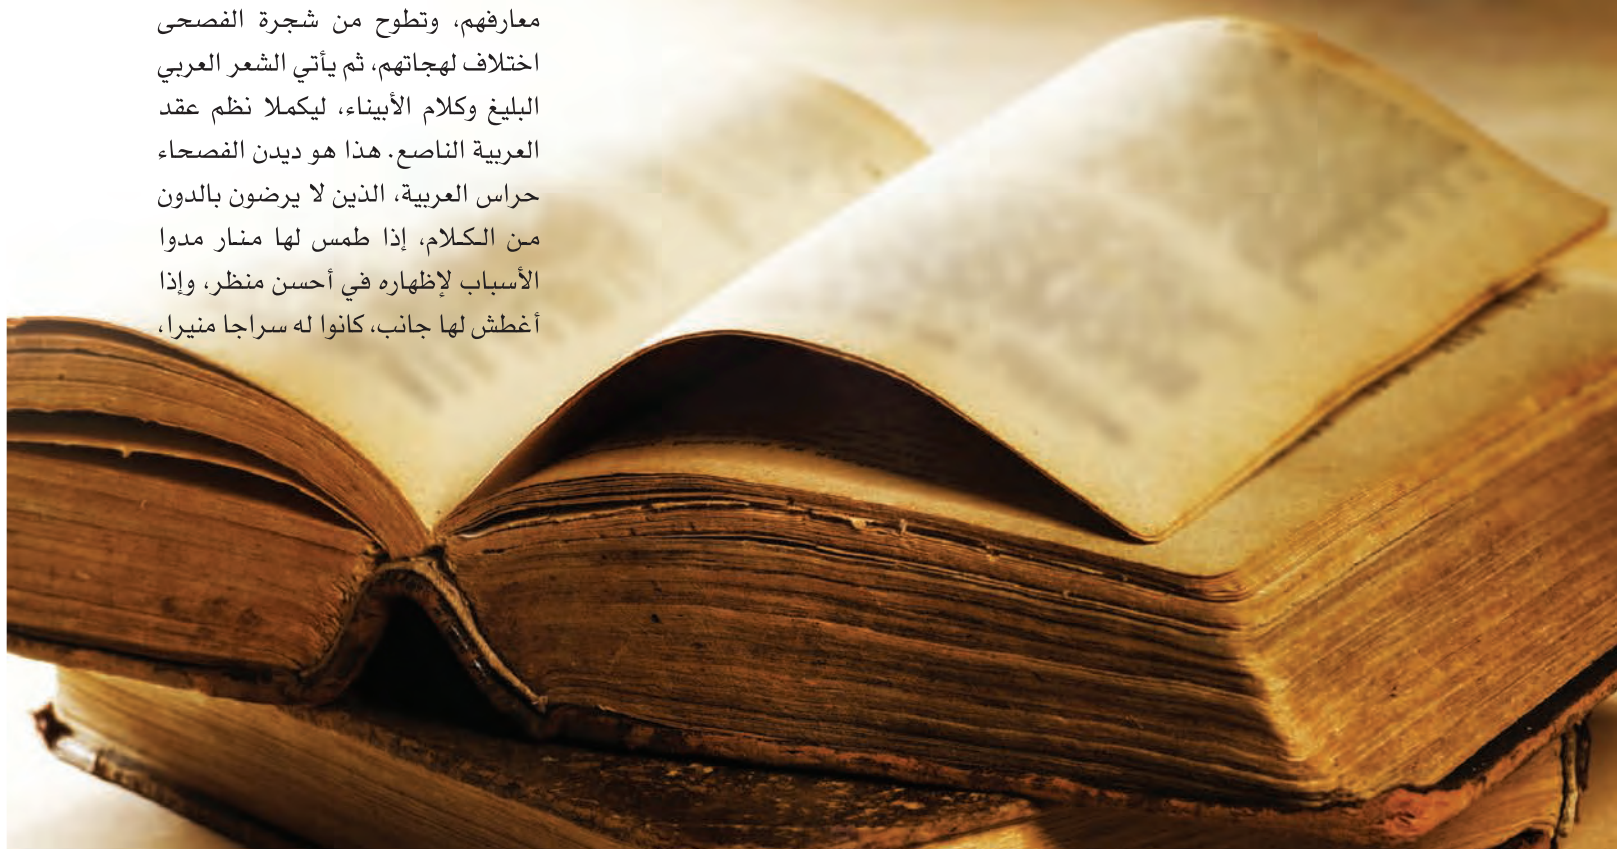 معارفهم، وتطوح من شجرة الفصحى
اختلاف لهجاتهم، ثم يأتي الشعر العربي
البليغ وكلام الأبيناء، ليكملا نظم عقد
العربية الناصع. هذا هو ديدن الفصحاء
حراس العربية، الذين لا يرضون بالدون
من الكلام، إذا طمس لها منار مدوا
الأسباب لإظهاره في أحسن منظر، وإذا
أغطش لها جانب، كانوا له سراجا منيرا،